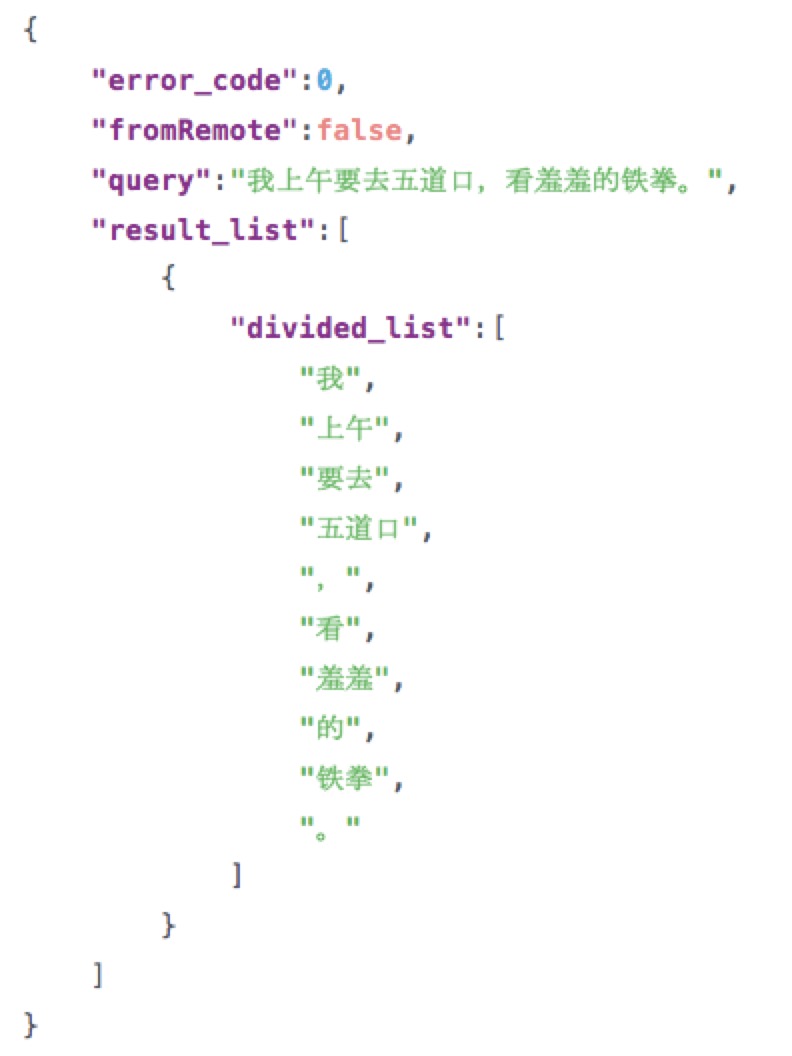 {
"error_code":0,
"fromRemote":false,
"query":"我上午要去五道口，看羞羞的铁拳。",
"result_list":[
{
"divided_list":[
"我",
"上午",
"要去",
"五道口",
"，",
"看",
"羞羞",
"的",
"铁拳",
"。"
]
}
]
}